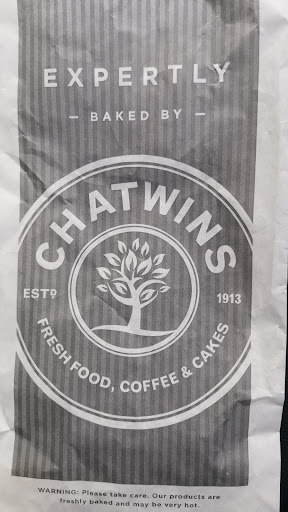 EXPERTLY
— BAKED BY —
CHATWINS
ESTD 1913
FRESH FOOD, COFFEE & CAKES
WARNING: Please take care. Our products are
freshly baked and may be very hot.